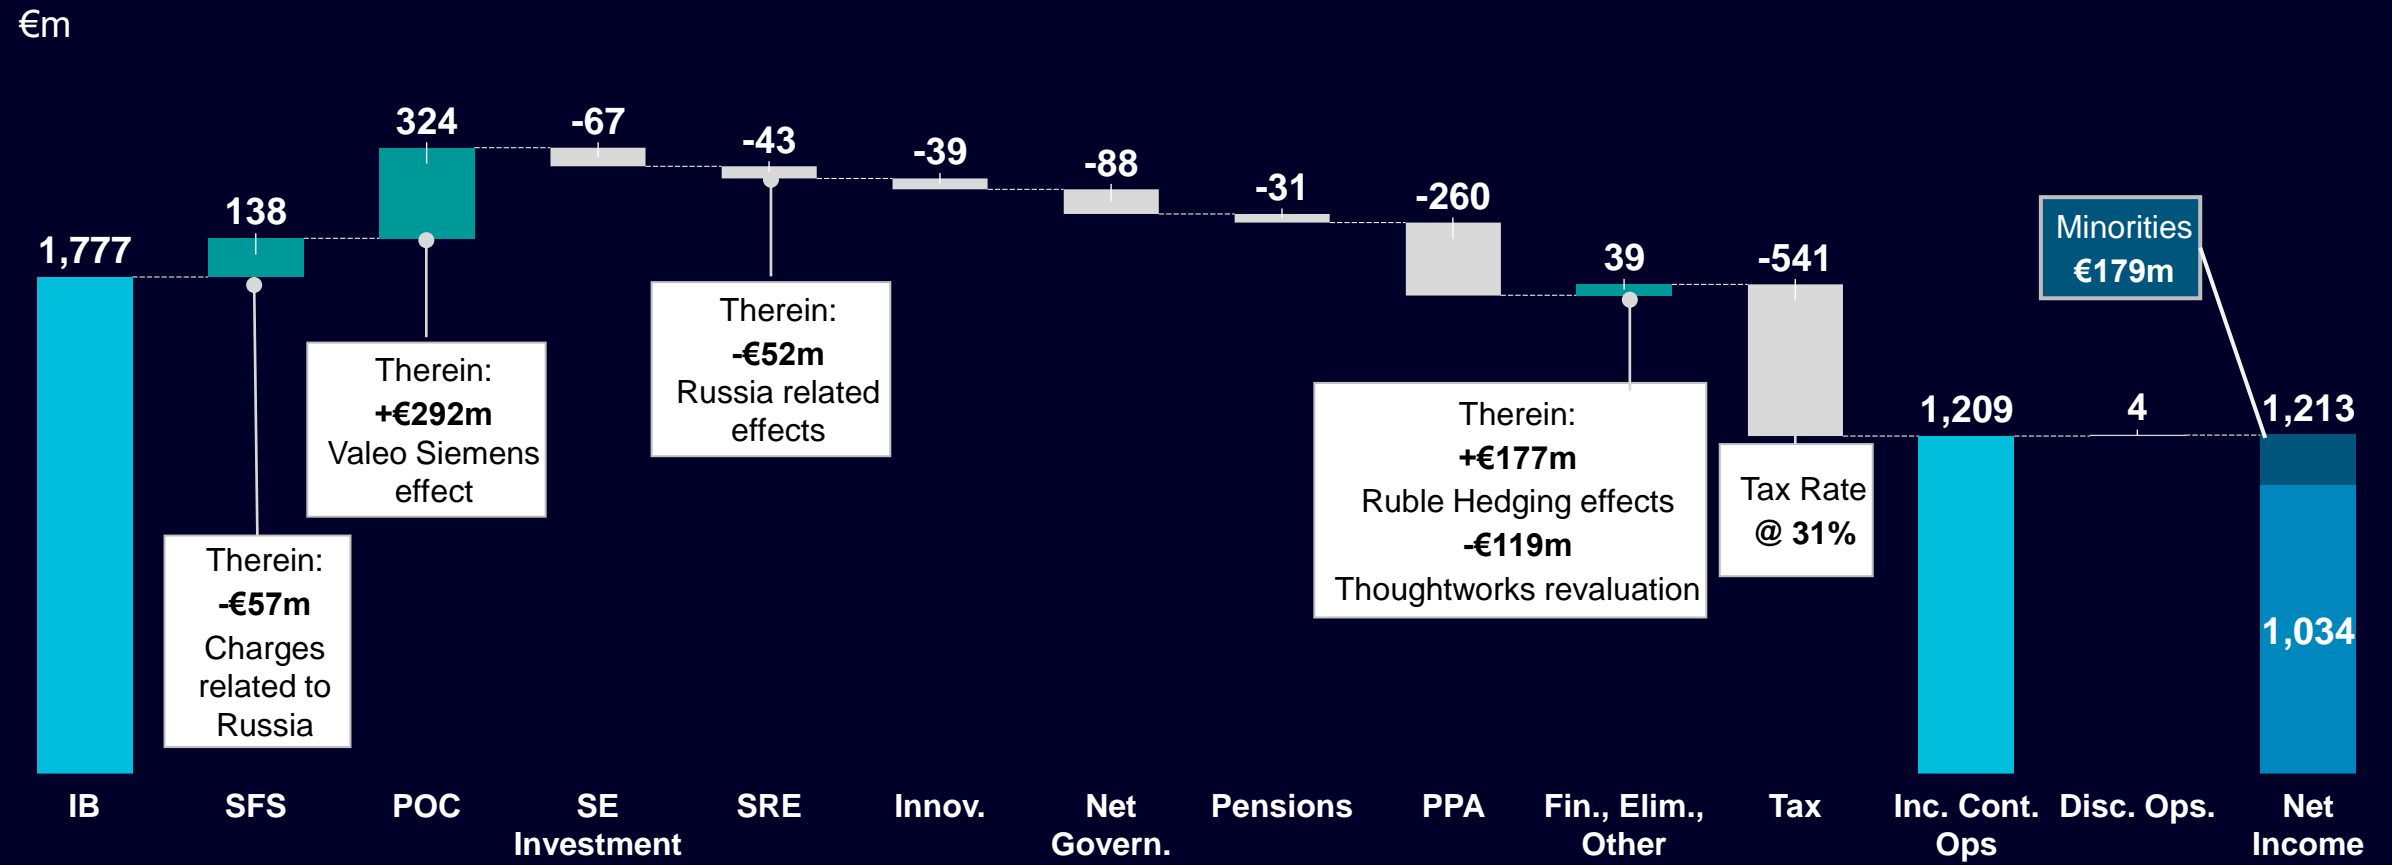 €m
1,777
138
324
-67
-43
-39
-88
-31
-260
39
-541
1,209
4
1,213
1,034
Minorities
€179m
Therein:
-€57m
Charges
related to
Russia
Therein:
+€292m
Valeo Siemens
effect
Therein:
-€52m
Russia related
effects
Therein:
+€177m
Ruble Hedging effects
-€119m
Thoughtworks revaluation
Tax Rate
@ 31%
IB
SFS
POC
SE
Investment
SRE
Innov.
Net
Govern.
Pensions
PPA
Fin., Elim.,
Other
Tax
Inc. Cont.
Ops
Disc. Ops.
Net
Income